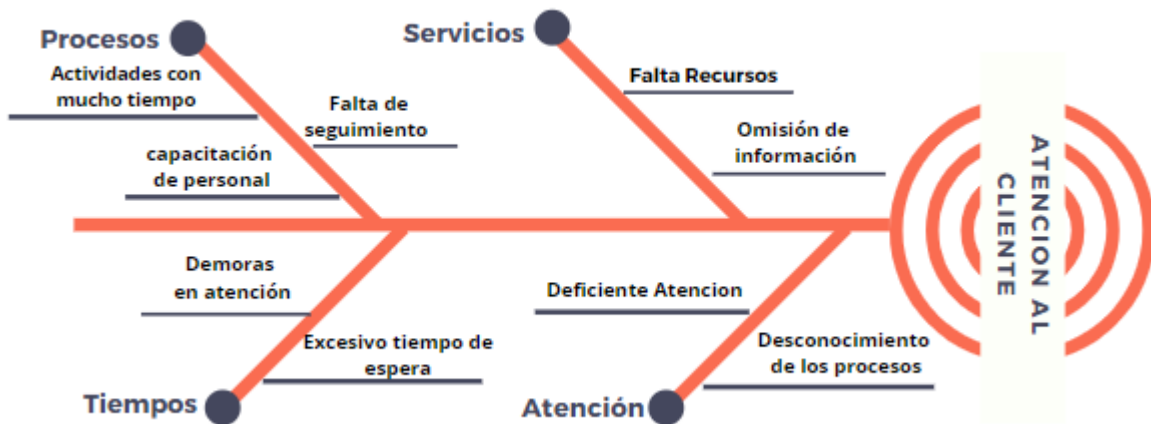 Procesos
Actividades con
mucho tiempo
Falta de
seguimiento
capacitación
de personal
Servicios
Falta Recursos
Omisión de
información
Demoras
en atención
Excesivo tiempo de
espera
Tiempos
Deficiente Atencion
Desconocimiento
de los procesos
Atención
ATENCION AL
CLIENTE